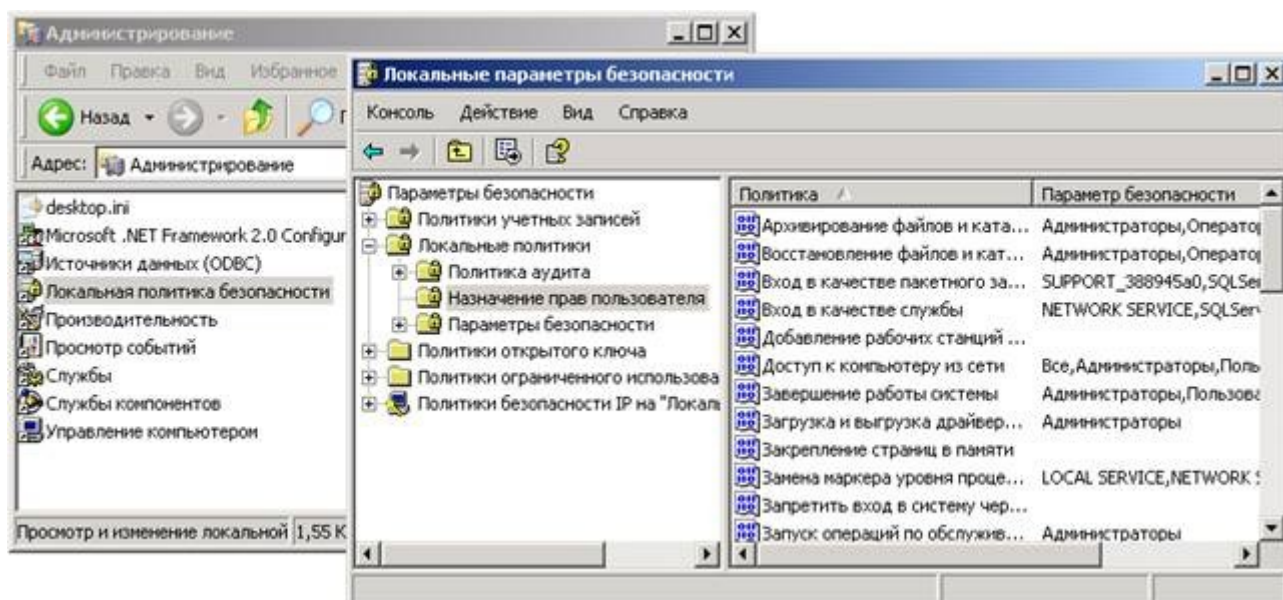 Администрирование
Файл Правка Вид Избранное
Назад
Адрес: Администрирование
desktop.ini
Microsoft .NET Framework 2.0 Configur
Источники данных (ODBC)
Локальная политика безопасности
Производительность
Просмотр событий
Службы
Службы компонентов
Управление компьютером
Просмотр и изменение локальной 1,55 К
Локальные параметры безопасности
Консоль Действие Вид Справка
Параметры безопасности
Политики учетных записей
Локальные политики
Политика аудита
Назначение прав пользователя
Параметры безопасности
Политики открытого ключа
Политики ограниченного использова
Политики безопасности IP на "Локаль
Политика Параметр безопасности
Архивирование файлов и ката... Администраторы,Оператор
Восстановление файлов и кат... Администраторы,Оператор
Вход в качестве пакетного за... SUPPORT_388945a0,SQLSer
Вход в качестве службы NETWORK SERVICE,SQLServ
Добавление рабочих станций ...
Доступ к компьютеру из сети Все,Администраторы,Поль
Завершение работы системы Администраторы,Пользова
Загрузка и выгрузка драйвер... Администраторы
Закрепление страниц в памяти
Замена маркера уровня проце... LOCAL SERVICE,NETWORK S
Запретить вход в систему чер...
Запуск операций по обслужив... Администраторы